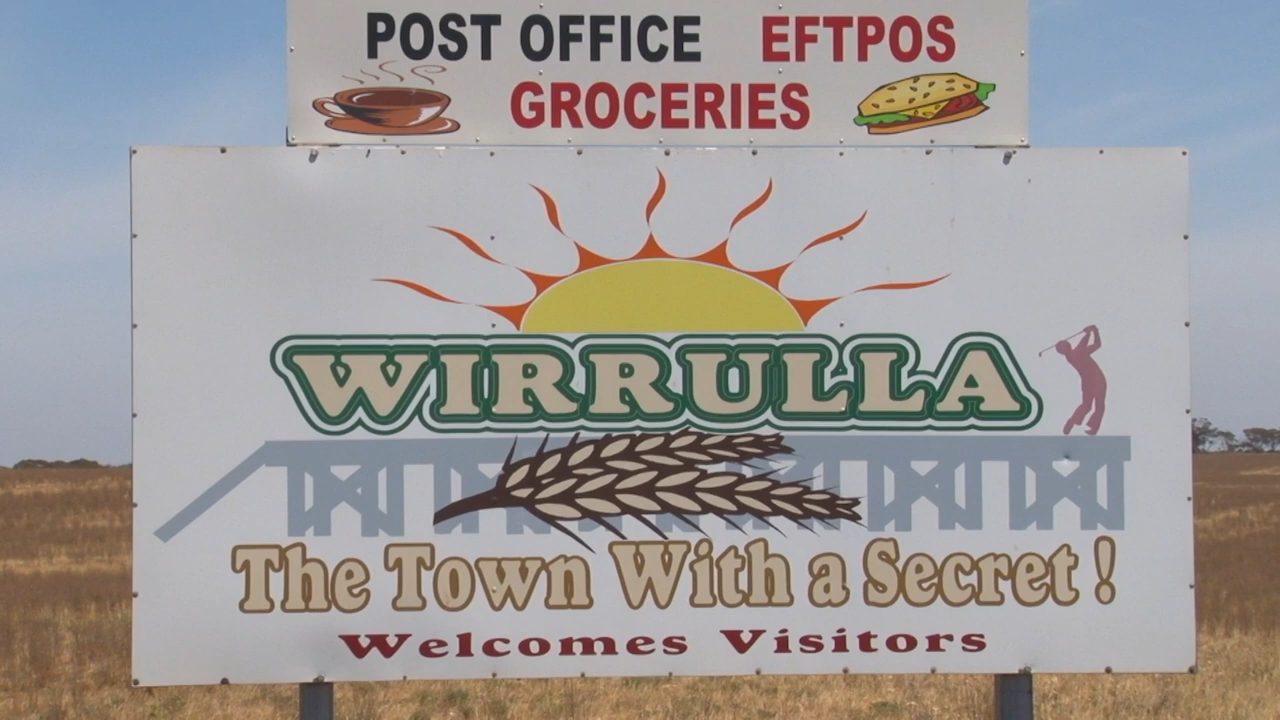 POST OFFICE EFTPOS
GROCERIES
WIRRULLA
The Town With a Secret !
Welcomes Visitors